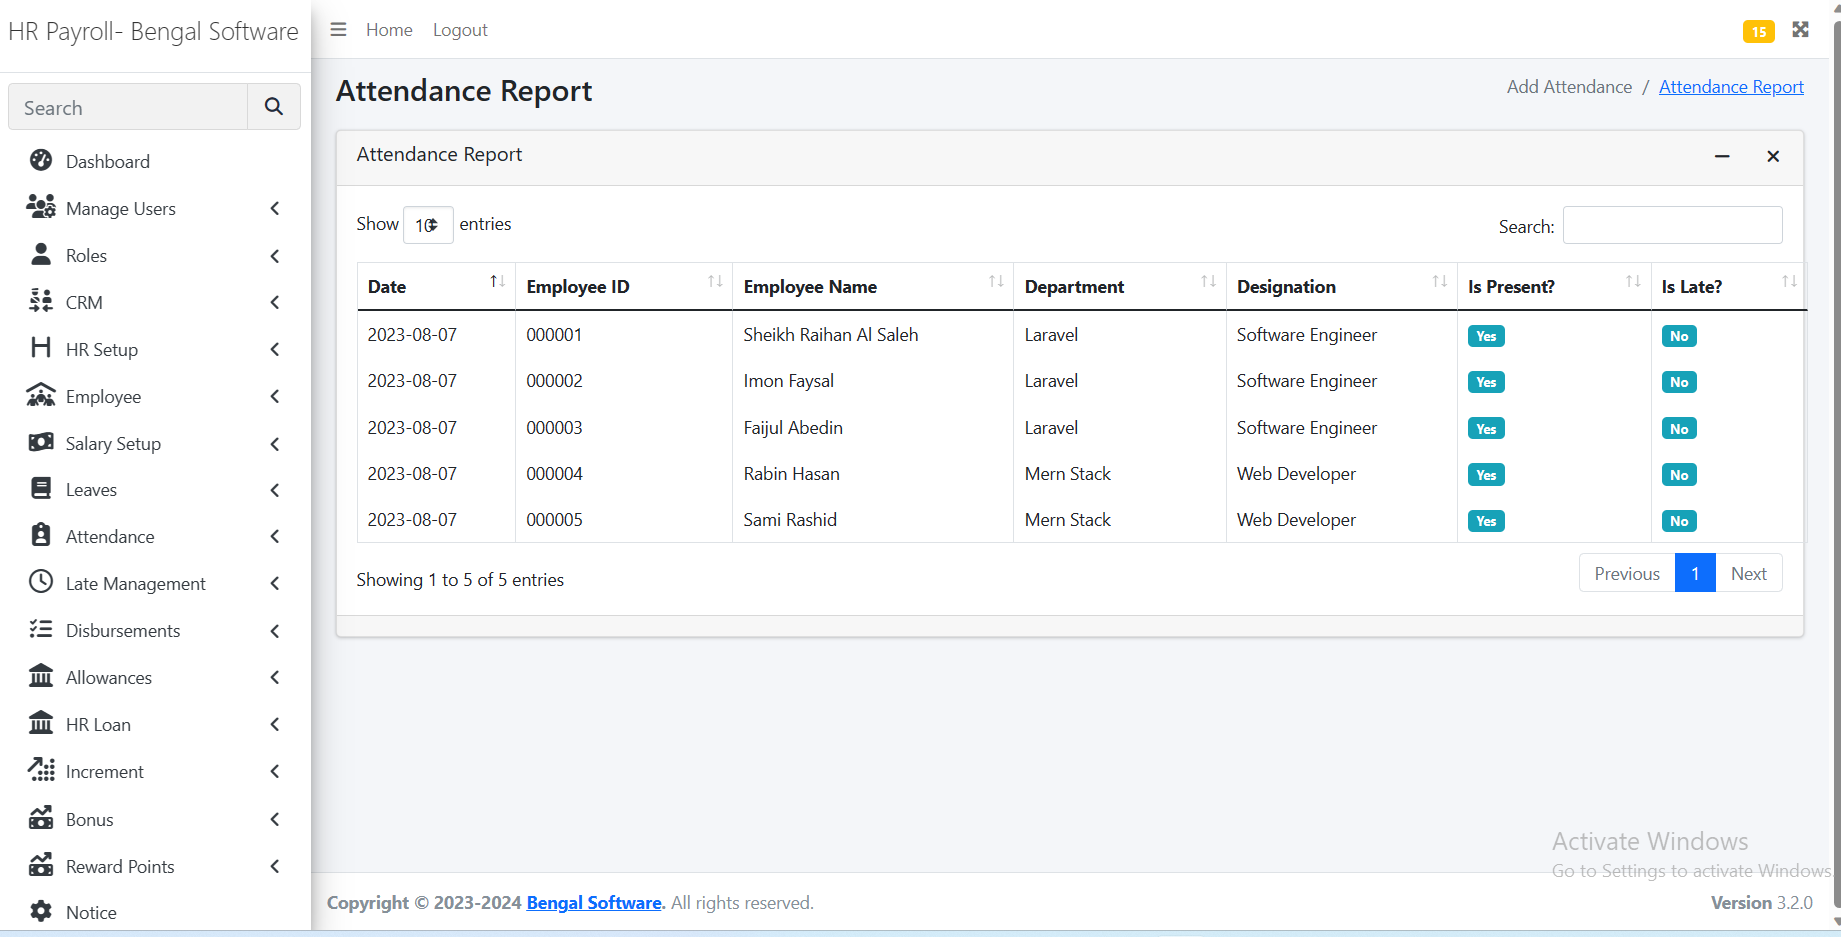 HR Payroll- Bengal Software
Home Logout 15
Search
Dashboard
Manage Users
Roles
CRM
HR Setup
Employee
Salary Setup
Leaves
Attendance
Late Management
Disbursements
Allowances
HR Loan
Increment
Bonus
Reward Points
Notice
Attendance Report
Add Attendance / Attendance Report
Attendance Report
Show 10 entries
Search:
Date Employee ID Employee Name Department Designation Is Present? Is Late?
2023-08-07 000001 Sheikh Raihan Al Saleh Laravel Software Engineer Yes No
2023-08-07 000002 Imon Faysal Laravel Software Engineer Yes No
2023-08-07 000003 Faijul Abedin Laravel Software Engineer Yes No
2023-08-07 000004 Rabin Hasan Mern Stack Web Developer Yes No
2023-08-07 000005 Sami Rashid Mern Stack Web Developer Yes No
Showing 1 to 5 of 5 entries
Previous 1 Next
Activate Windows
Go to Settings to activate Windows.
Copyright © 2023-2024 Bengal Software. All rights reserved.
Version 3.2.0